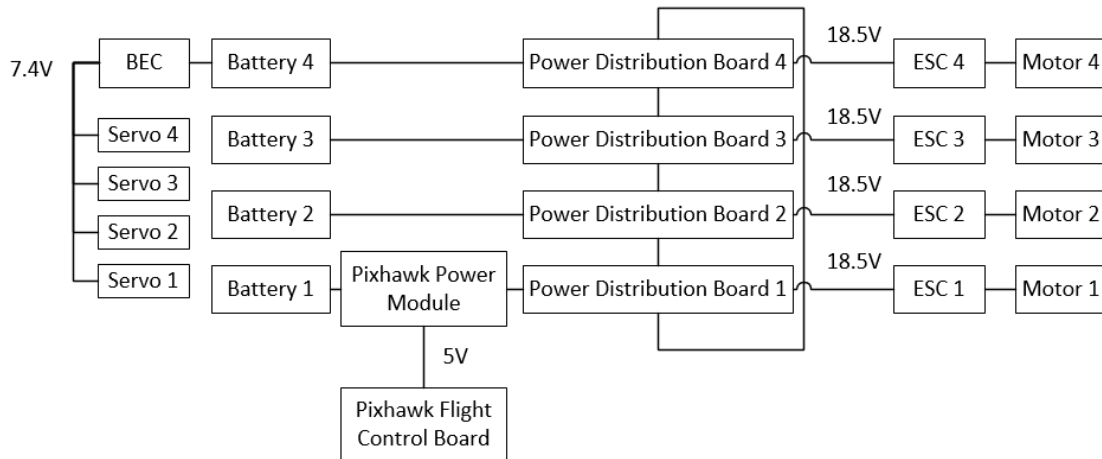 18.5V
7.4V
BEC
Battery 4
Power Distribution Board 4
ESC 4
Motor 4
18.5V
Servo 4
Battery 3
Power Distribution Board 3
ESC 3
Motor 3
Servo 3
18.5V
Servo 2
Battery 2
Power Distribution Board 2
ESC 2
Motor 2
18.5V
Servo 1
Battery 1
Pixhawk Power
Module
Power Distribution Board 1
ESC 1
Motor 1
5V
Pixhawk Flight
Control Board